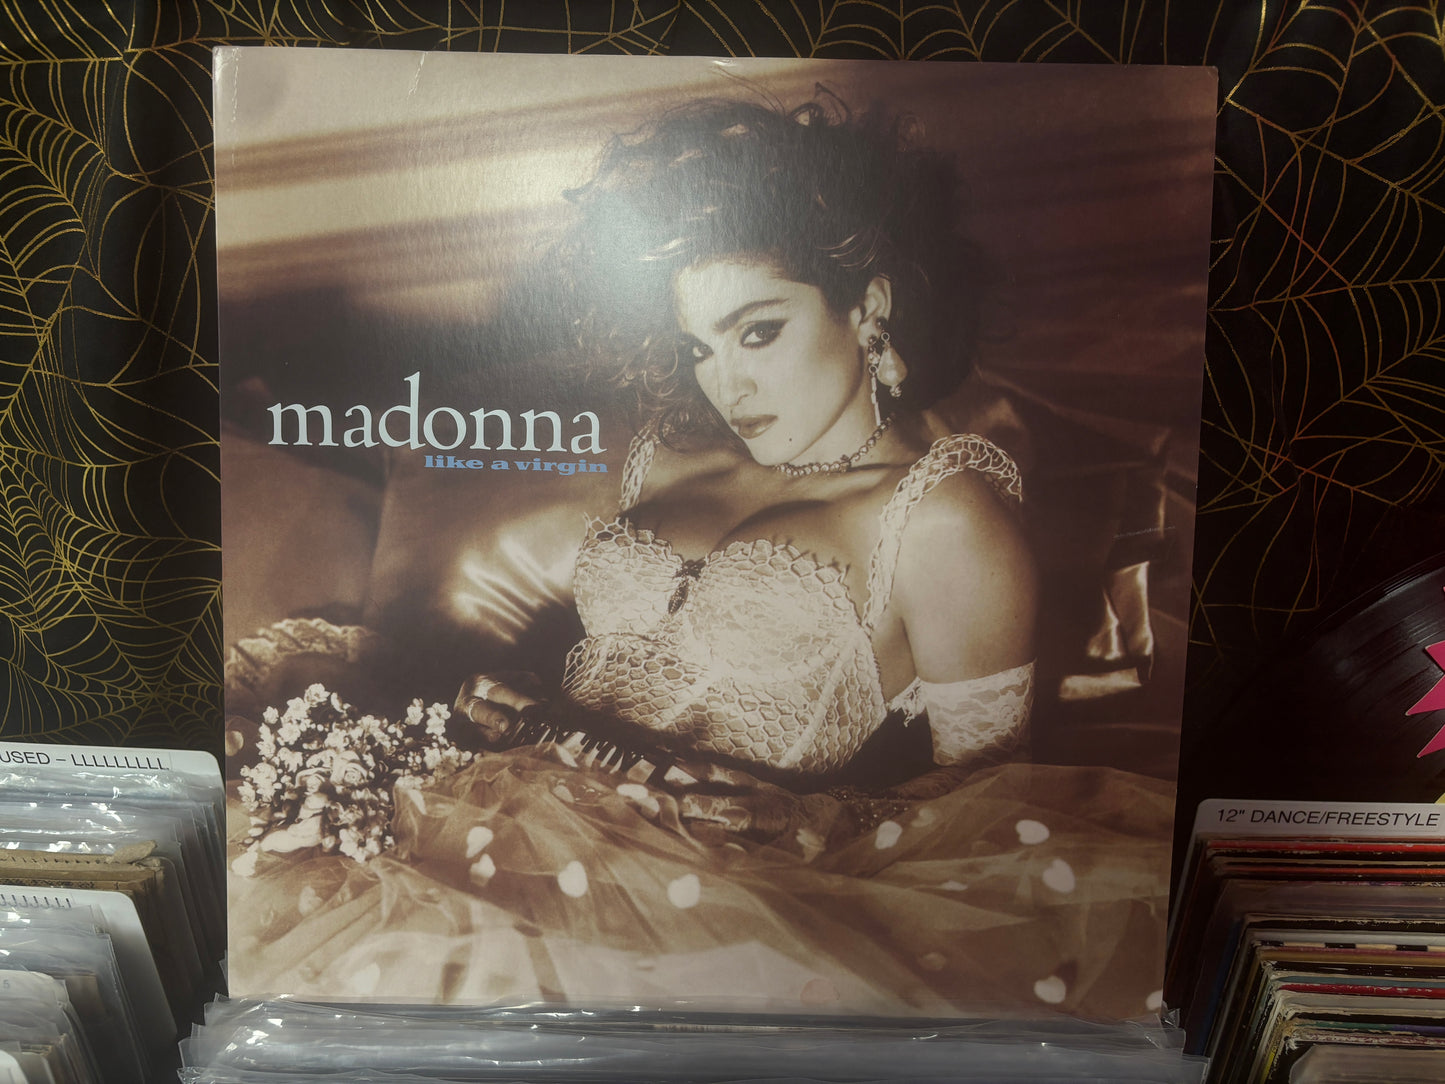 madonna
like a virgin
USED – LLLLLLLLL
12" DANCE/FREESTYLE